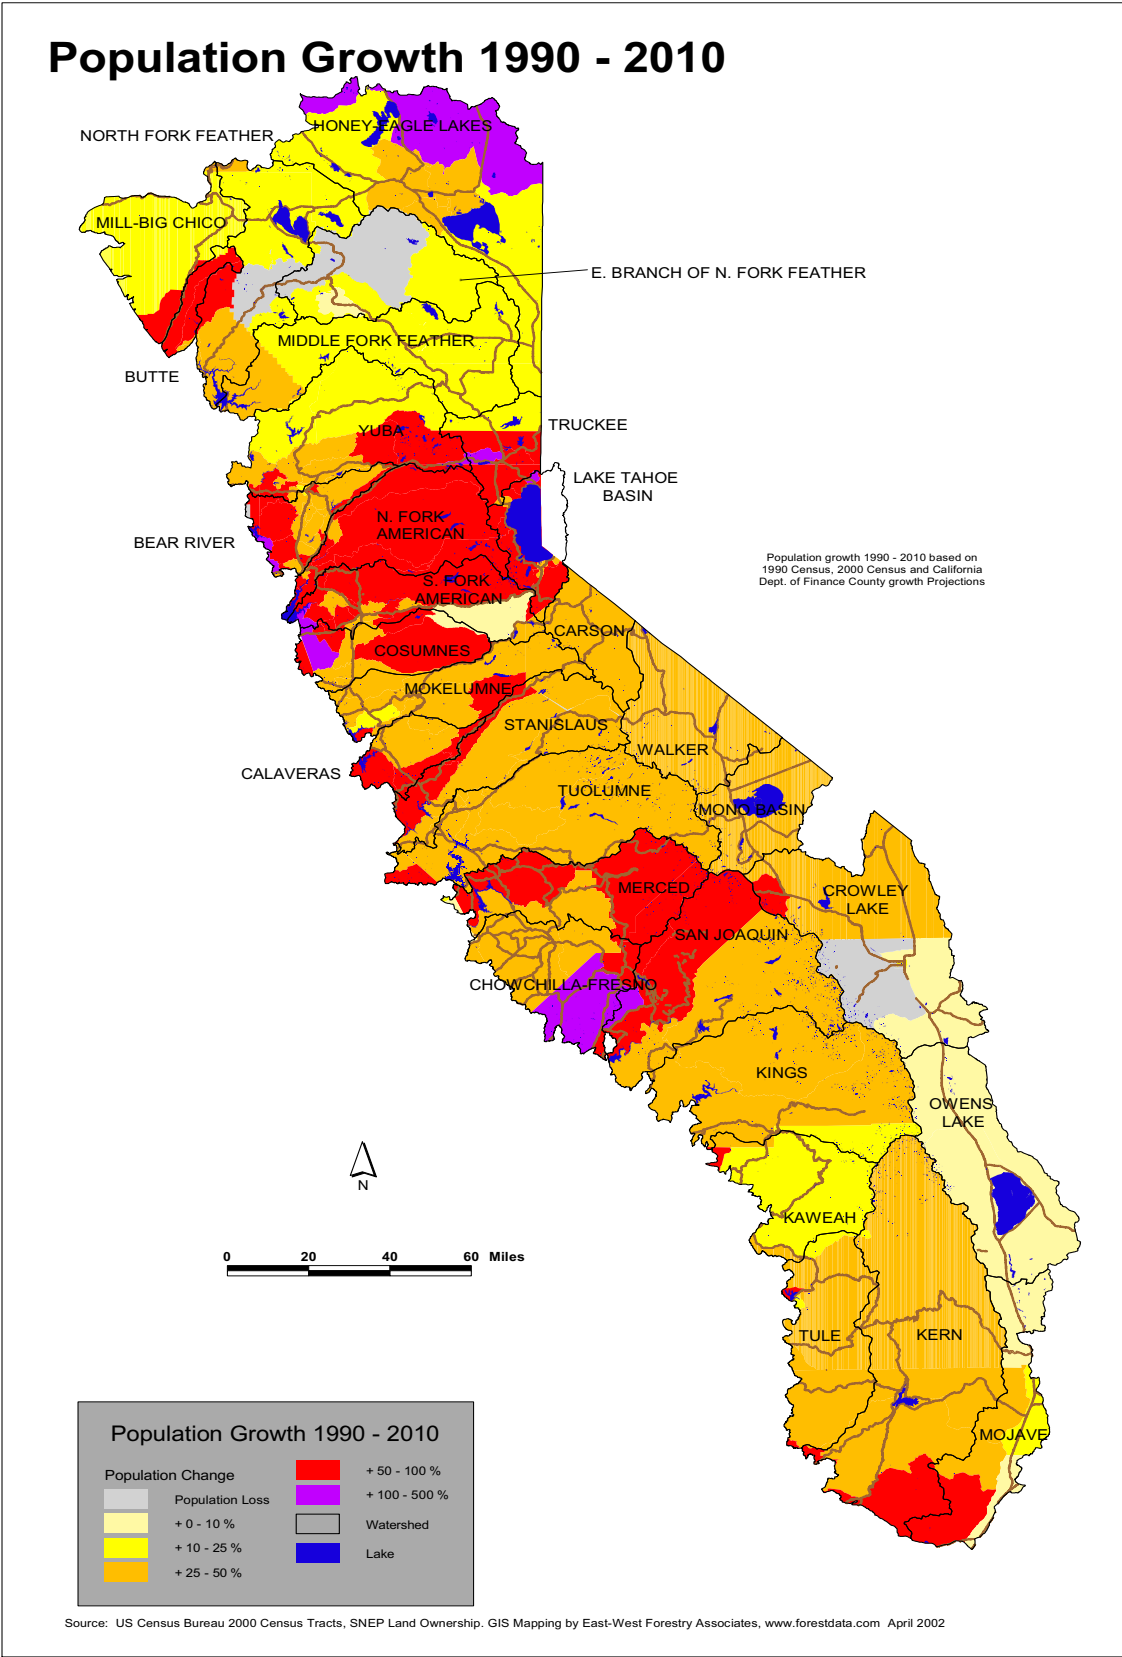 Population Growth 1990 - 2010
HONEY-EAGLE LAKES
NORTH FORK FEATHER
MILL-BIG CHICO
E. BRANCH OF N. FORK FEATHER
MIDDLE FORK FEATHER
BUTTE
TRUCKEE
YUBA
LAKE TAHOE
BASIN
N. FORK
AMERICAN
BEAR RIVER
Population growth 1990 - 2010 based on
1990 Census, 2000 Census and California
Dept. of Finance County growth Projections
S. FORK
AMERICAN
CARSON
COSUMNES
MOKELUMNE
STANISLAUS
WALKER
CALAVERAS
TUOLUMNE
MONO BASIN
MERCED
CROWLEY
LAKE
SAN JOAQUIN
CHOWCHILLA-FRESNO
KINGS
OWENS
LAKE
N
KAWEAH
0 20 40 60 Miles
TULE
KERN
MOJAVE
Population Growth 1990 - 2010
Population Change
Population Loss
+ 0 - 10 %
+ 10 - 25 %
+ 25 - 50 %
+ 50 - 100 %
+ 100 - 500 %
Watershed
Lake
Source: US Census Bureau 2000 Census Tracts, SNEP Land Ownership. GIS Mapping by East-West Forestry Associates, www.forestdata.com April 2002